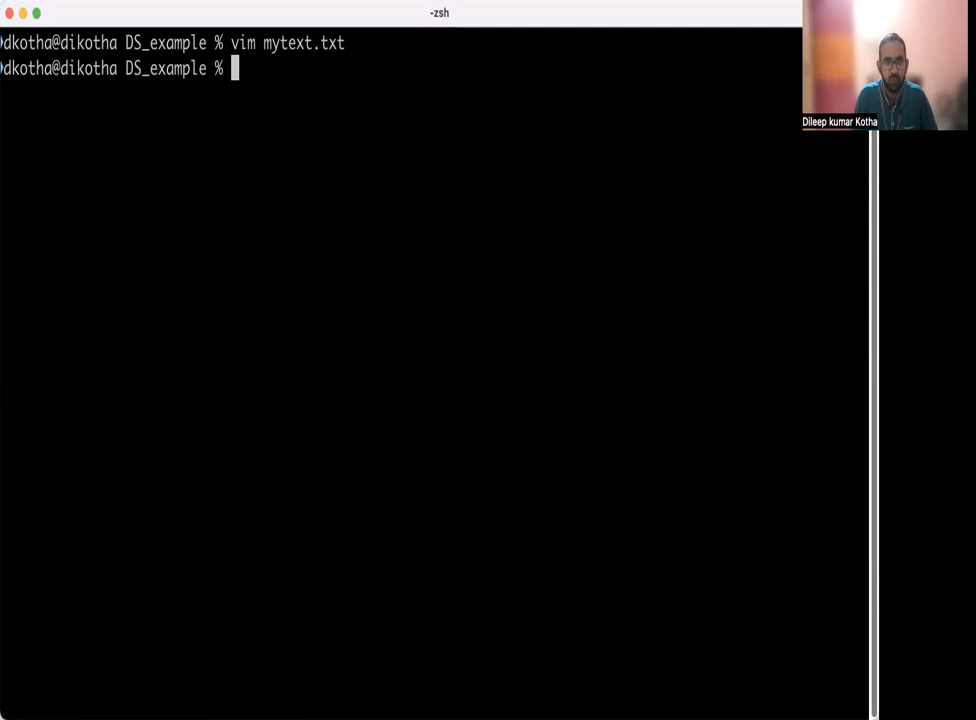 -zsh
dkotha@dikotha DS_example % vim mytext.txt
dkotha@dikotha DS_example %
Dileep kumar Kotha